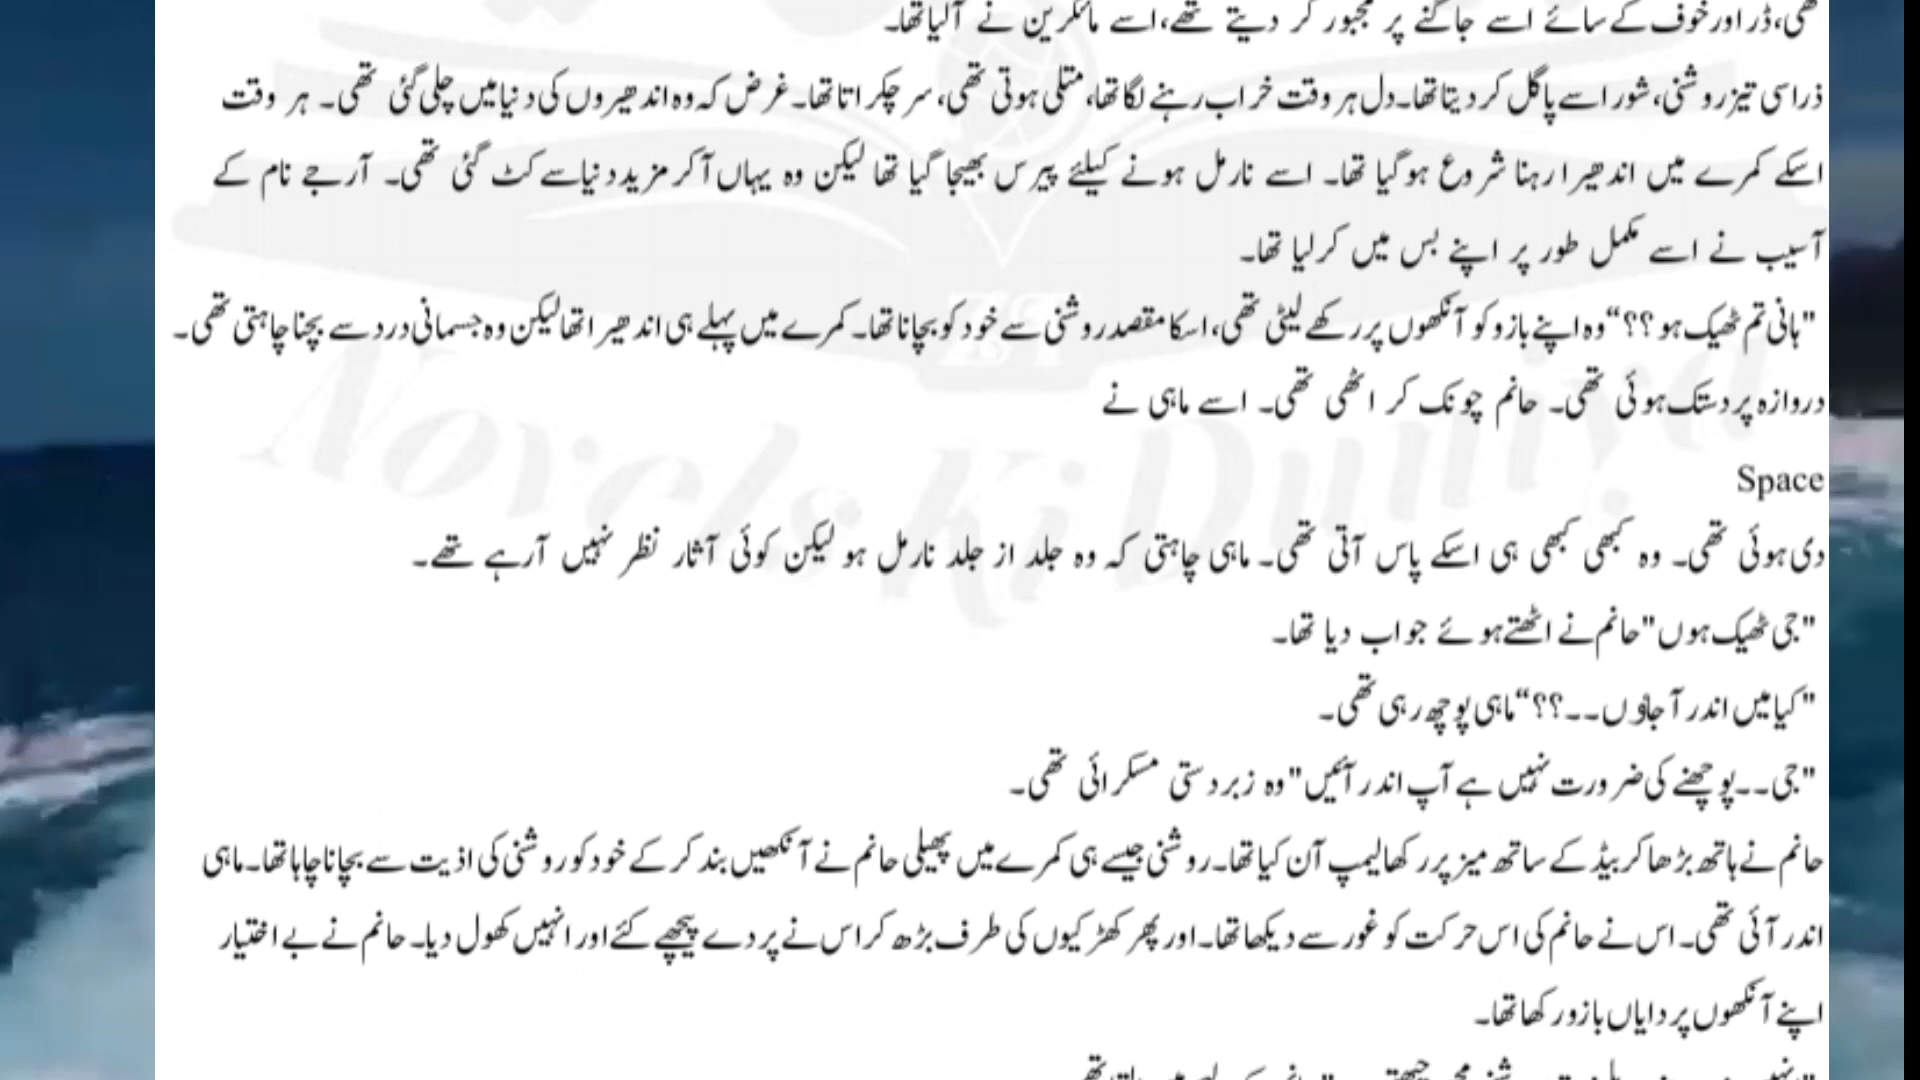 تھی،ڈر اور خوف کے سائے اسے جاگنے پر مجبور کر دیتے تھے،اسے مائگرین نے آلیا تھا۔
ذرا سی تیز روشنی، شور اسے پاگل کر دیتا تھا۔ دل ہر وقت خراب رہنے لگا تھا، متلی ہوتی تھی، سر چکراتا تھا۔ غرض کہ وہ اندھیروں کی دنیا میں چلی گئی تھی۔ ہر وقت
اسکے کمرے میں اندھیرا رہنا شروع ہو گیا تھا۔ اسے نارمل ہونے کیلئے پیرس بھیجا گیا تھا لیکن وہ یہاں آکر مزید دنیا سے کٹ گئی تھی۔ آرجے نام کے
آسیب نے اسے مکمل طور پر اپنے بس میں کرلیا تھا۔
"ہانی تم ٹھیک ہو ؟؟“ وہ اپنے بازو کو آنکھوں پر رکھے لیٹی تھی، اسکا مقصد روشنی سے خود کو بچانا تھا۔ کمرے میں پہلے ہی اندھیرا تھا لیکن وہ جسمانی درد سے بچنا چاہتی تھی۔
دروازہ پر دستک ہوئی تھی۔ حانم چونک کر اٹھی تھی۔ اسے ماہی نے
Space
دی ہوئی تھی۔ وہ کبھی کبھی ہی اسکے پاس آتی تھی۔ ماہی چاہتی کہ وہ جلد از جلد نارمل ہو لیکن کوئی آثار نظر نہیں آرہے تھے۔
"جی ٹھیک ہوں" حانم نے اٹھتے ہوئے جواب دیا تھا۔
"کیا میں اندر آجاؤں۔۔؟؟“ ماہی پوچھ رہی تھی۔
"جی۔۔ پوچھنے کی ضرورت نہیں ہے آپ اندر آئیں" وہ زبردستی مسکرائی تھی۔
حانم نے ہاتھ بڑھا کر بیڈ کے ساتھ میز پر رکھا لیمپ آن کیا تھا۔ روشنی جیسے ہی کمرے میں پھیلی حانم نے آنکھیں بند کر کے خود کو روشنی کی اذیت سے بچانا چاہا تھا۔ ماہی
اندر آئی تھی۔ اس نے حانم کی اس حرکت کو غور سے دیکھا تھا۔ اور پھر کھڑکیوں کی طرف بڑھ کر اس نے پردے پیچھے کئے اور انہیں کھول دیا۔ حانم نے بے اختیار
اپنے آنکھوں پر دایاں بازو رکھا تھا۔
Novels Ki Duniya